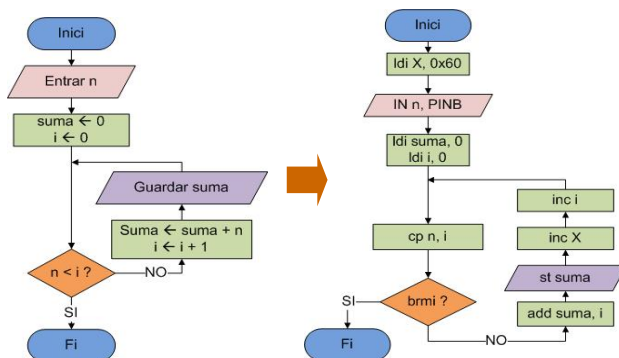 Inici
Entrar n
suma ← 0
i ← 0
Guardar suma
Suma ← suma + n
i ← i + 1
n < i ?
NO
SI
Fi
Inici
ldi X, 0x60
IN n, PINB
ldi suma, 0
ldi i, 0
inc i
inc X
cp n, i
st suma
SI
brmi ?
add suma, i
NO
Fi